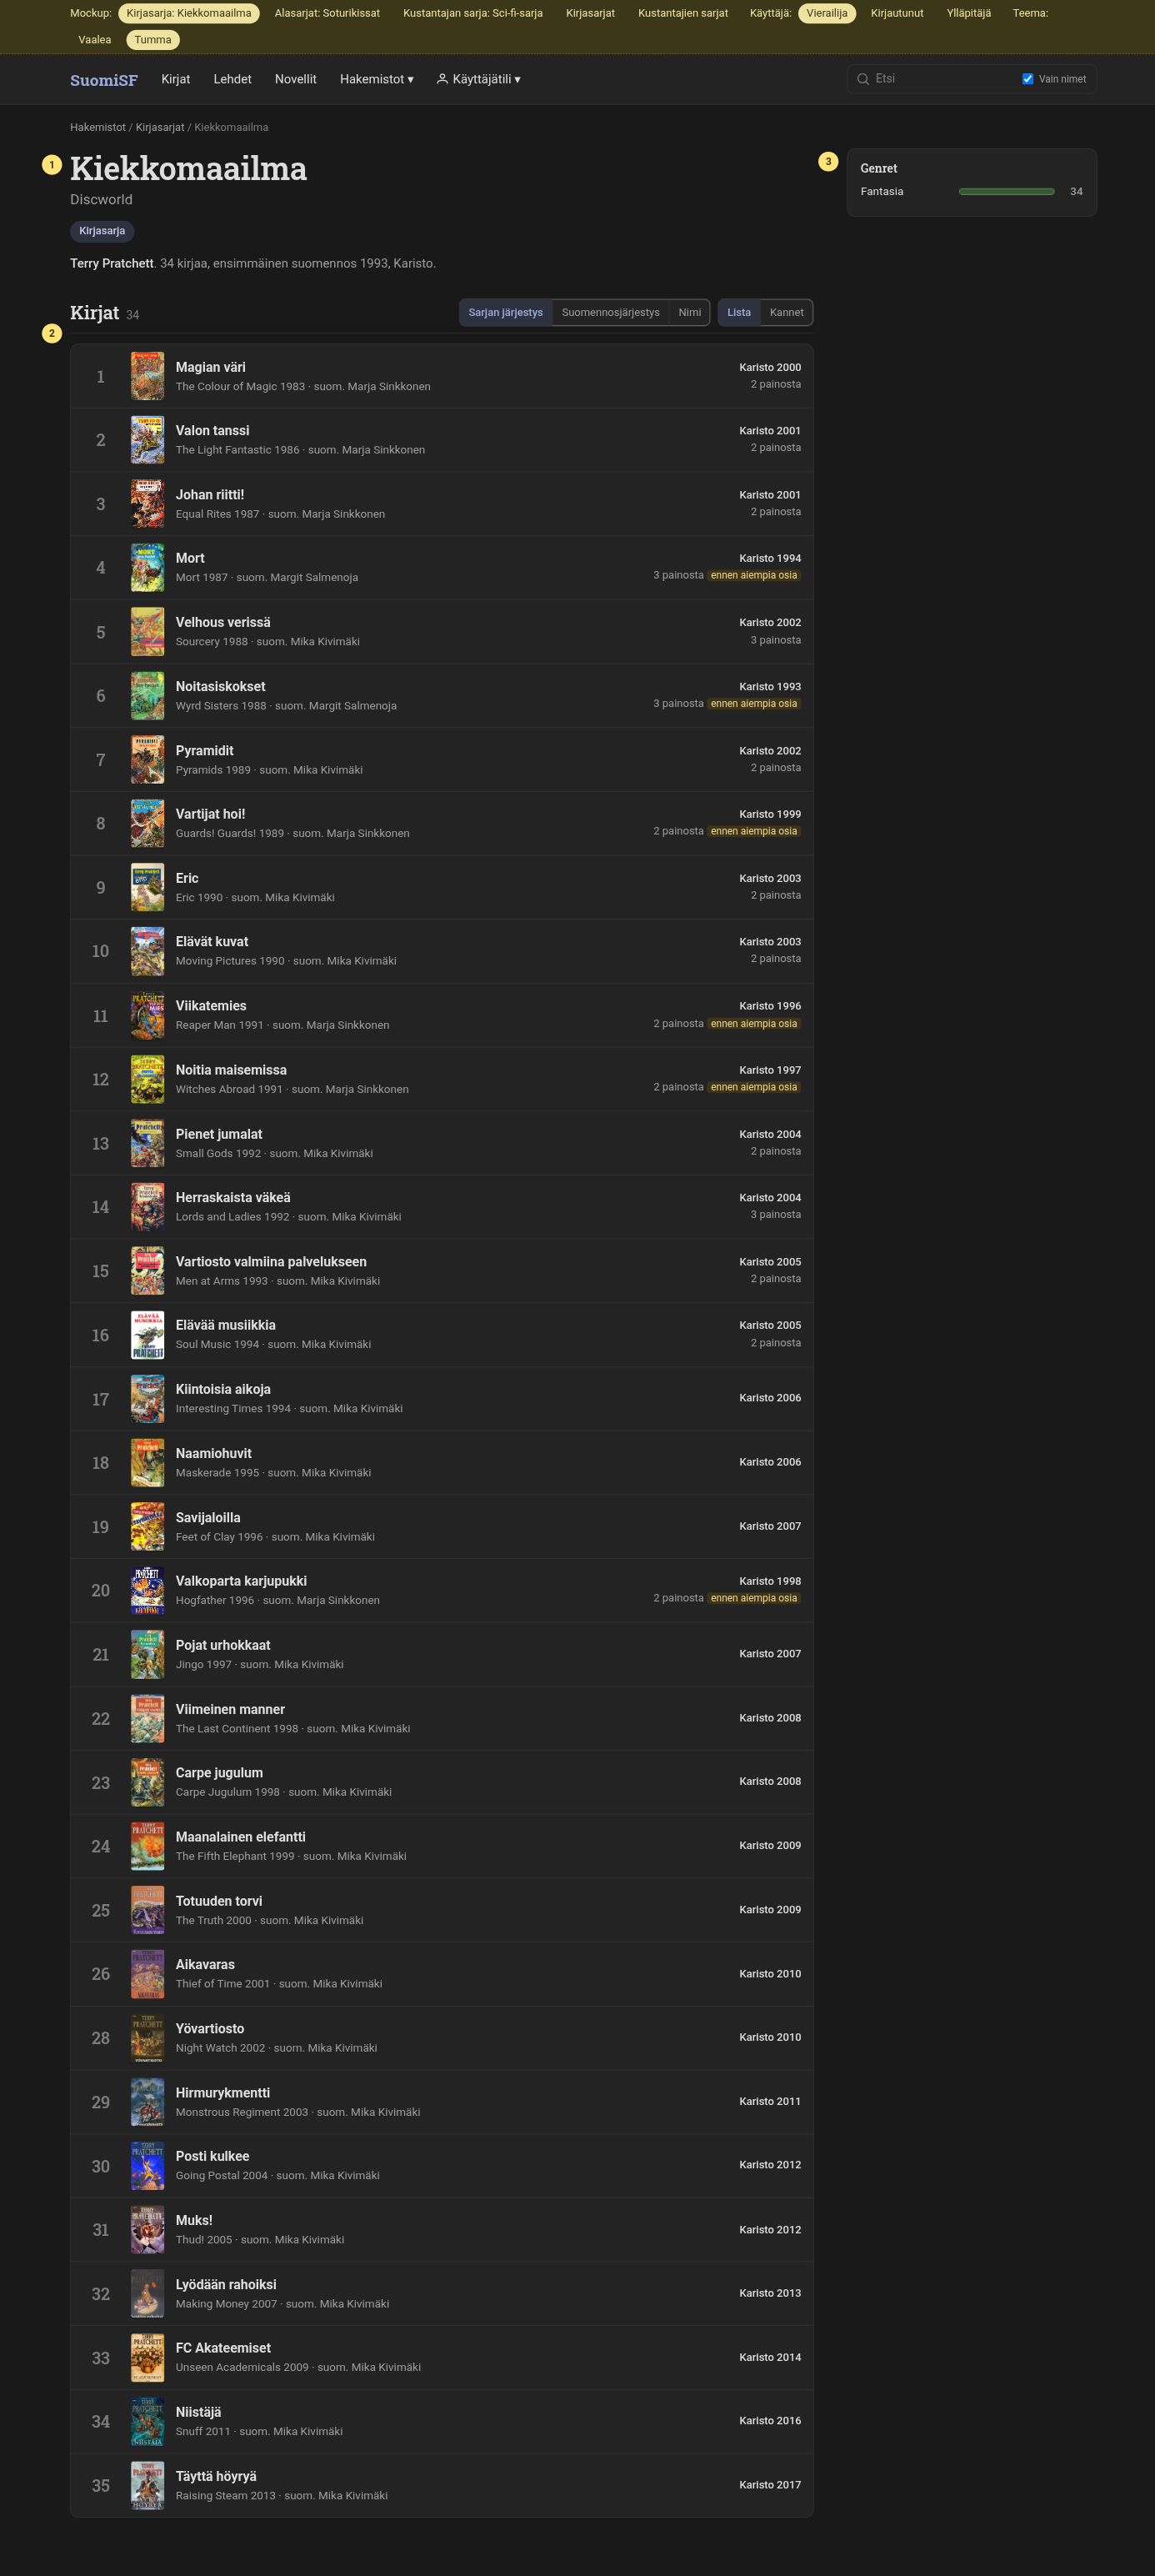 Mockup: Kirjasarja: Kiekkomaailma Alasarjat: Soturikissat Kustantajan sarja: Sci-fi-sarja Kirjasarjat Kustantajien sarjat Käyttäjä: Vierailija Kirjautunut Ylläpitäjä Teema:
Vaalea Tumma
SuomiSF Kirjat Lehdet Novellit Hakemistot ▾ Käyttäjätili ▾ Etsi Vain nimet
Hakemistot / Kirjasarjat / Kiekkomaailma
1 Kiekkomaailma
Discworld
Kirjasarja
Terry Pratchett. 34 kirjaa, ensimmäinen suomennos 1993, Karisto.
3 Genret
Fantasia 34
Kirjat 34 Sarjan järjestys Suomennosjärjestys Nimi Lista Kannet
2
1 Magian väri Karisto 2000
The Colour of Magic 1983 · suom. Marja Sinkkonen 2 painosta
2 Valon tanssi Karisto 2001
The Light Fantastic 1986 · suom. Marja Sinkkonen 2 painosta
3 Johan riitti! Karisto 2001
Equal Rites 1987 · suom. Marja Sinkkonen 2 painosta
4 Mort Karisto 1994
Mort 1987 · suom. Margit Salmenoja 3 painosta ennen aiempia osia
5 Velhous verissä Karisto 2002
Sourcery 1988 · suom. Mika Kivimäki 3 painosta
6 Noitasiskokset Karisto 1993
Wyrd Sisters 1988 · suom. Margit Salmenoja 3 painosta ennen aiempia osia
7 Pyramidit Karisto 2002
Pyramids 1989 · suom. Mika Kivimäki 2 painosta
8 Vartijat hoi! Karisto 1999
Guards! Guards! 1989 · suom. Marja Sinkkonen 2 painosta ennen aiempia osia
9 Eric Karisto 2003
Eric 1990 · suom. Mika Kivimäki 2 painosta
10 Elävät kuvat Karisto 2003
Moving Pictures 1990 · suom. Mika Kivimäki 2 painosta
11 Viikatemies Karisto 1996
Reaper Man 1991 · suom. Marja Sinkkonen 2 painosta ennen aiempia osia
12 Noitia maisemissa Karisto 1997
Witches Abroad 1991 · suom. Marja Sinkkonen 2 painosta ennen aiempia osia
13 Pienet jumalat Karisto 2004
Small Gods 1992 · suom. Mika Kivimäki 2 painosta
14 Herraskaista väkeä Karisto 2004
Lords and Ladies 1992 · suom. Mika Kivimäki 3 painosta
15 Vartiosto valmiina palvelukseen Karisto 2005
Men at Arms 1993 · suom. Mika Kivimäki 2 painosta
16 Elävää musiikkia Karisto 2005
Soul Music 1994 · suom. Mika Kivimäki 2 painosta
17 Kiintoisia aikoja Karisto 2006
Interesting Times 1994 · suom. Mika Kivimäki
18 Naamiohuvit Karisto 2006
Maskerade 1995 · suom. Mika Kivimäki
19 Savijaloilla Karisto 2007
Feet of Clay 1996 · suom. Mika Kivimäki
20 Valkoparta karjupukki Karisto 1998
Hogfather 1996 · suom. Marja Sinkkonen 2 painosta ennen aiempia osia
21 Pojat urhokkaat Karisto 2007
Jingo 1997 · suom. Mika Kivimäki
22 Viimeinen manner Karisto 2008
The Last Continent 1998 · suom. Mika Kivimäki
23 Carpe jugulum Karisto 2008
Carpe Jugulum 1998 · suom. Mika Kivimäki
24 Maanalainen elefantti Karisto 2009
The Fifth Elephant 1999 · suom. Mika Kivimäki
25 Totuuden torvi Karisto 2009
The Truth 2000 · suom. Mika Kivimäki
26 Aikavaras Karisto 2010
Thief of Time 2001 · suom. Mika Kivimäki
28 Yövartiosto Karisto 2010
Night Watch 2002 · suom. Mika Kivimäki
29 Hirmurykmentti Karisto 2011
Monstrous Regiment 2003 · suom. Mika Kivimäki
30 Posti kulkee Karisto 2012
Going Postal 2004 · suom. Mika Kivimäki
31 Muks! Karisto 2012
Thud! 2005 · suom. Mika Kivimäki
32 Lyödään rahoiksi Karisto 2013
Making Money 2007 · suom. Mika Kivimäki
33 FC Akateemiset Karisto 2014
Unseen Academicals 2009 · suom. Mika Kivimäki
34 Niistäjä Karisto 2016
Snuff 2011 · suom. Mika Kivimäki
35 Täyttä höyryä Karisto 2017
Raising Steam 2013 · suom. Mika Kivimäki